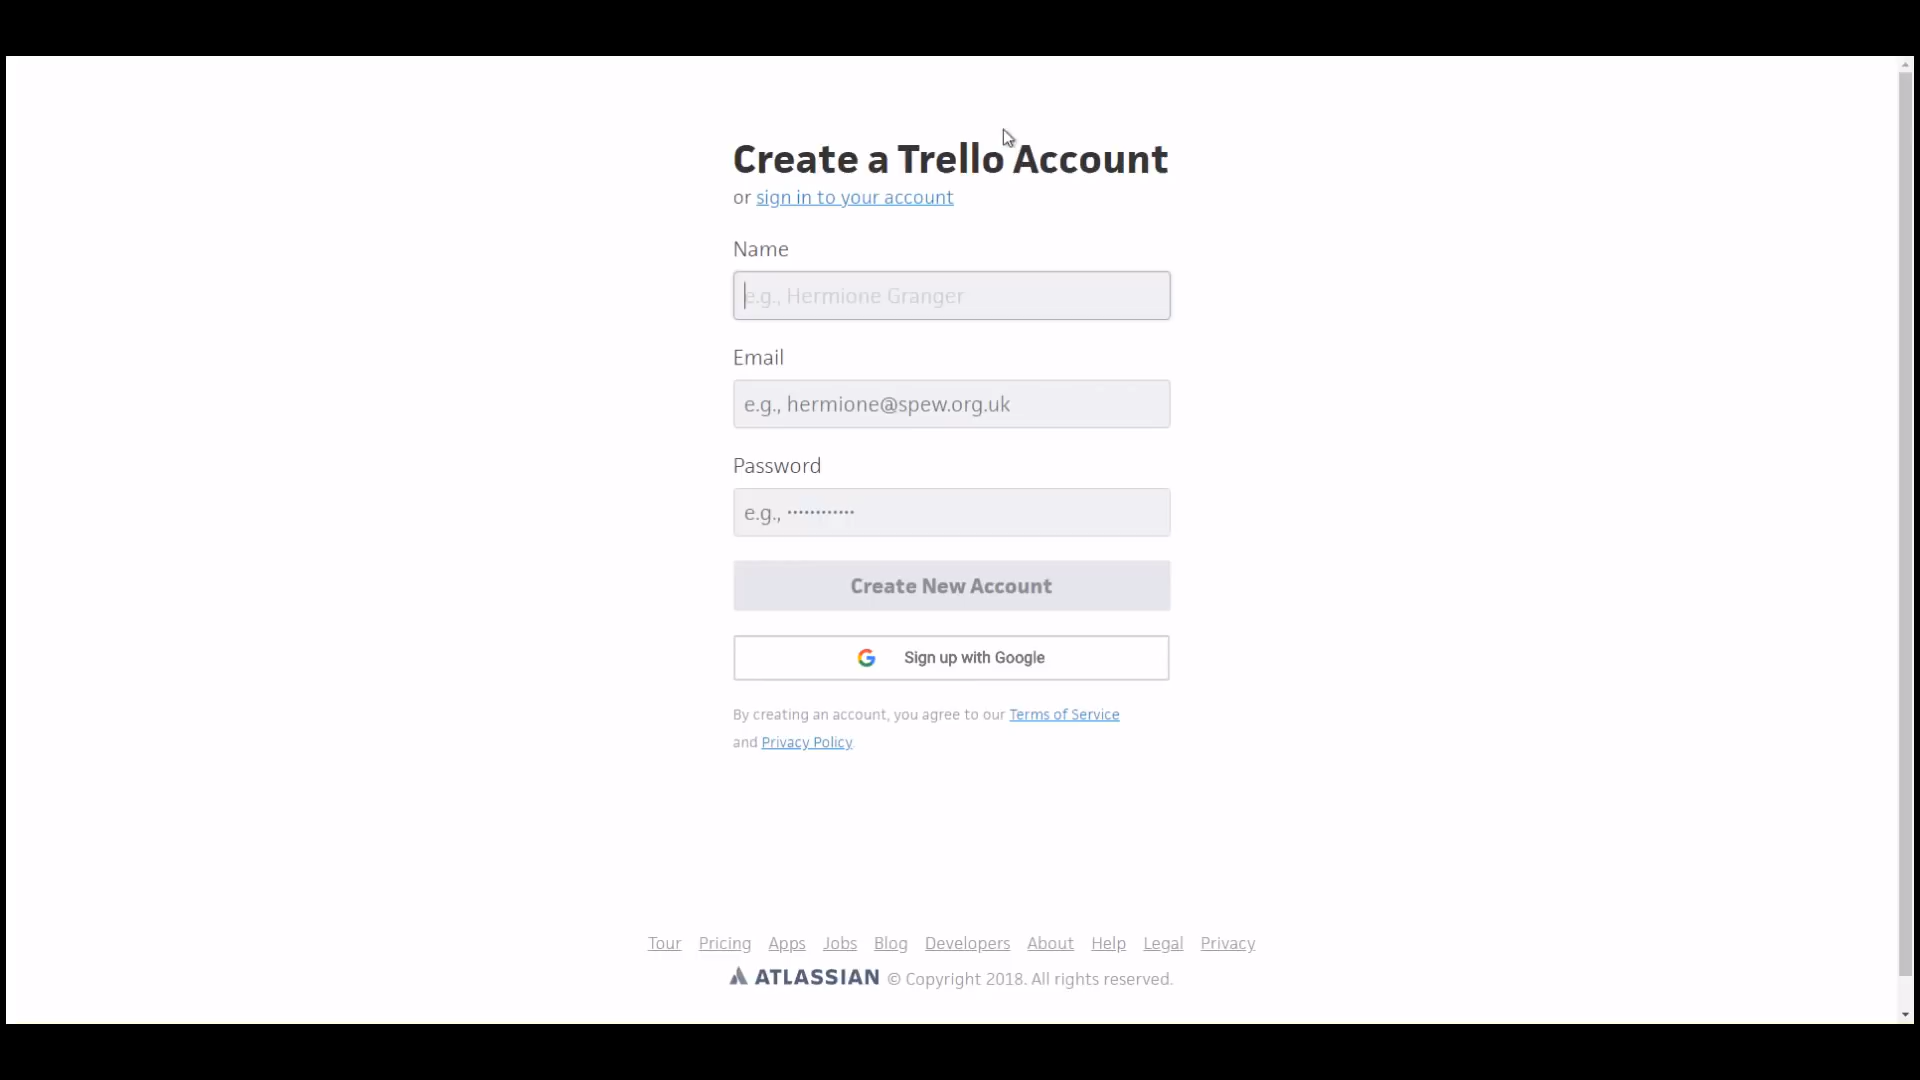 Create a Trello Account
or sign in to your account
Name
e.g., Hermione Granger
Email
e.g., hermione@spew.org.uk
Password
e.g., ••••••••••••
Create New Account
Sign up with Google
By creating an account, you agree to our Terms of Service
and Privacy Policy
Tour Pricing Apps Jobs Blog Developers About Help Legal Privacy
ATLASSIAN © Copyright 2018. All rights reserved.